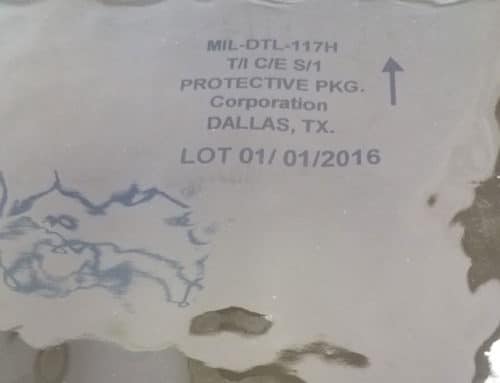 MIL-DTL-117H
T/I C/E S/1
PROTECTIVE PKG.
Corporation
DALLAS, TX.
LOT 01/ 01/2016